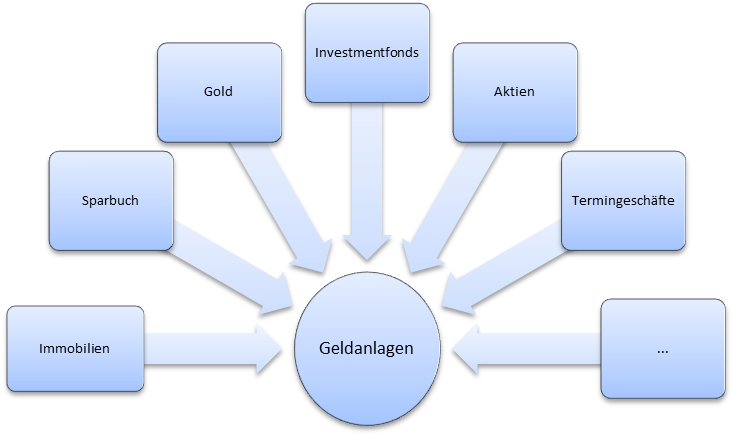 Investmentfonds
Gold
Aktien
Sparbuch
Termingeschäfte
Immobilien
Geldanlagen
...